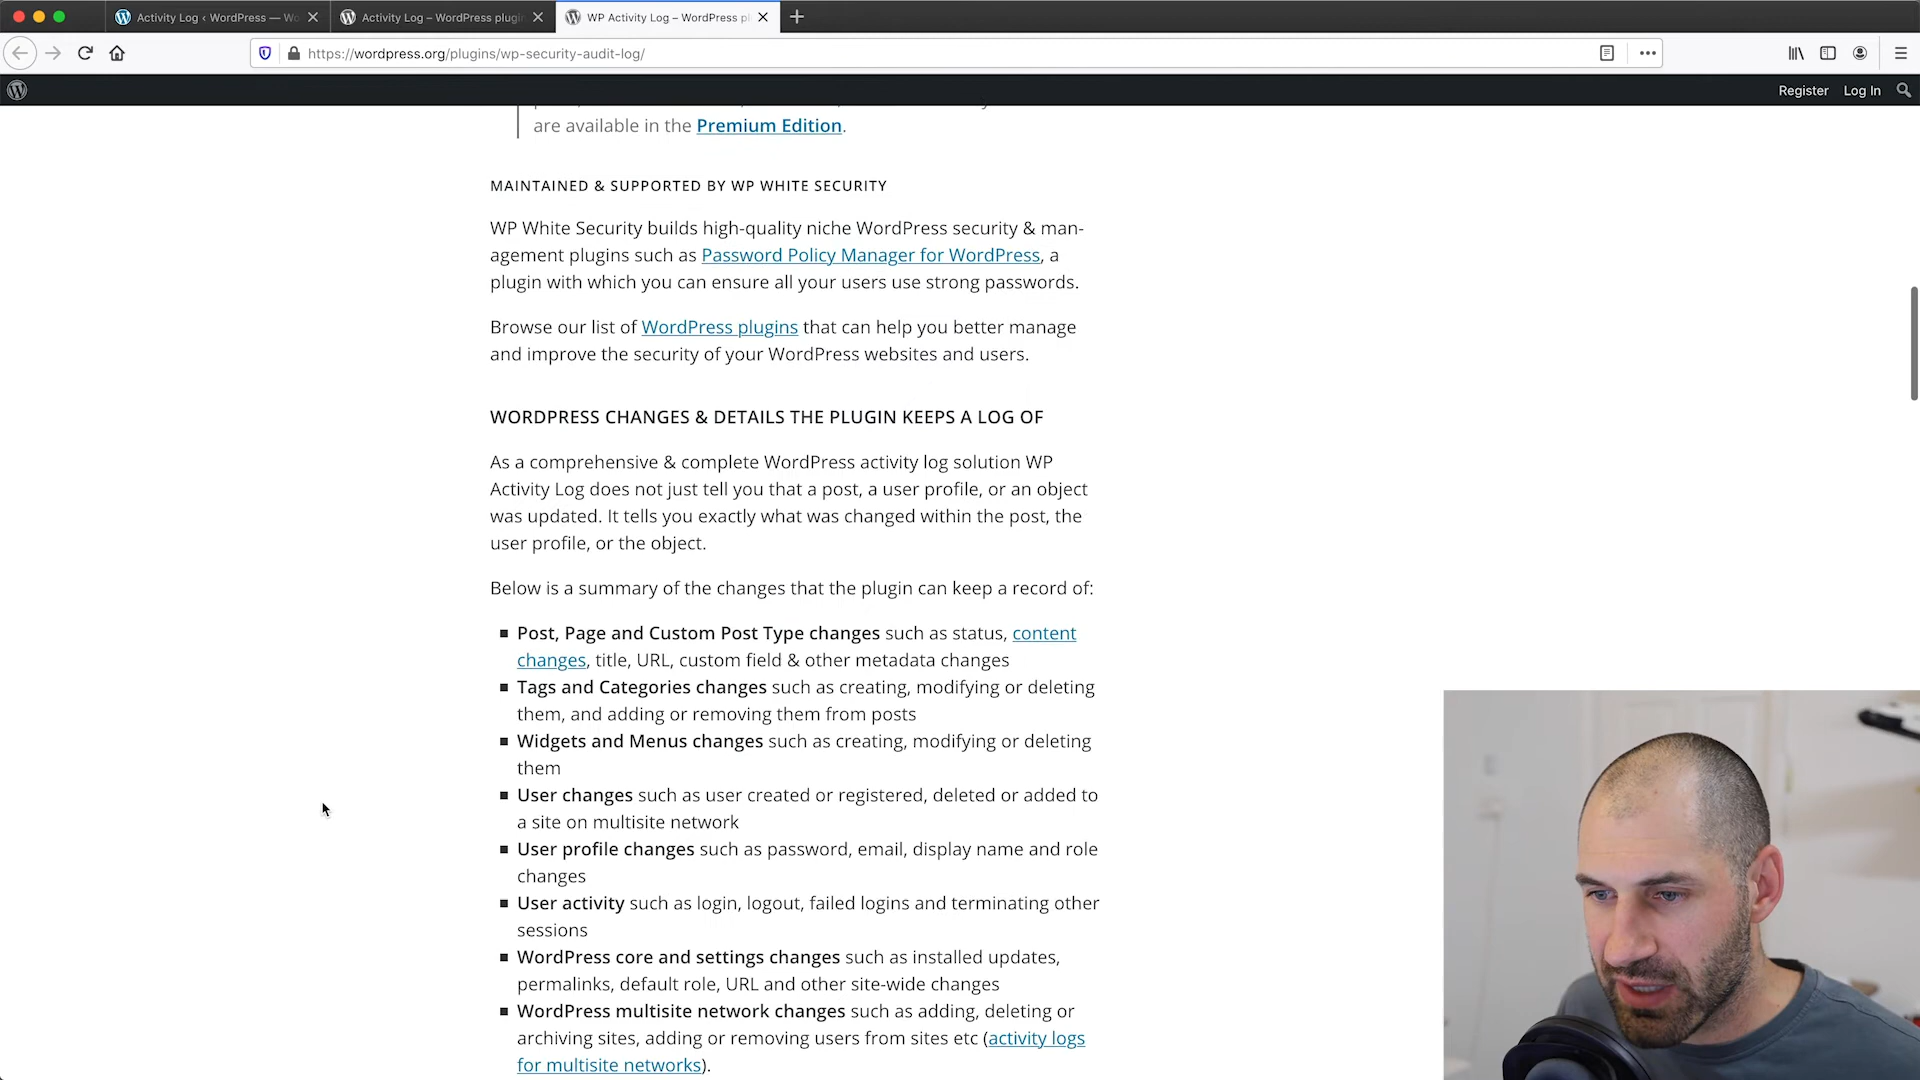 Activity Log ‹ WordPress — Wo
Activity Log – WordPress plugin
WP Activity Log – WordPress pl
https://wordpress.org/plugins/wp-security-audit-log/
Register Log In
are available in the Premium Edition.
MAINTAINED & SUPPORTED BY WP WHITE SECURITY
WP White Security builds high-quality niche WordPress security & man-
agement plugins such as Password Policy Manager for WordPress, a
plugin with which you can ensure all your users use strong passwords.
Browse our list of WordPress plugins that can help you better manage
and improve the security of your WordPress websites and users.
WORDPRESS CHANGES & DETAILS THE PLUGIN KEEPS A LOG OF
As a comprehensive & complete WordPress activity log solution WP
Activity Log does not just tell you that a post, a user profile, or an object
was updated. It tells you exactly what was changed within the post, the
user profile, or the object.
Below is a summary of the changes that the plugin can keep a record of:
Post, Page and Custom Post Type changes such as status, content
changes, title, URL, custom field & other metadata changes
Tags and Categories changes such as creating, modifying or deleting
them, and adding or removing them from posts
Widgets and Menus changes such as creating, modifying or deleting
them
User changes such as user created or registered, deleted or added to
a site on multisite network
User profile changes such as password, email, display name and role
changes
User activity such as login, logout, failed logins and terminating other
sessions
WordPress core and settings changes such as installed updates,
permalinks, default role, URL and other site-wide changes
WordPress multisite network changes such as adding, deleting or
archiving sites, adding or removing users from sites etc (activity logs
for multisite networks).